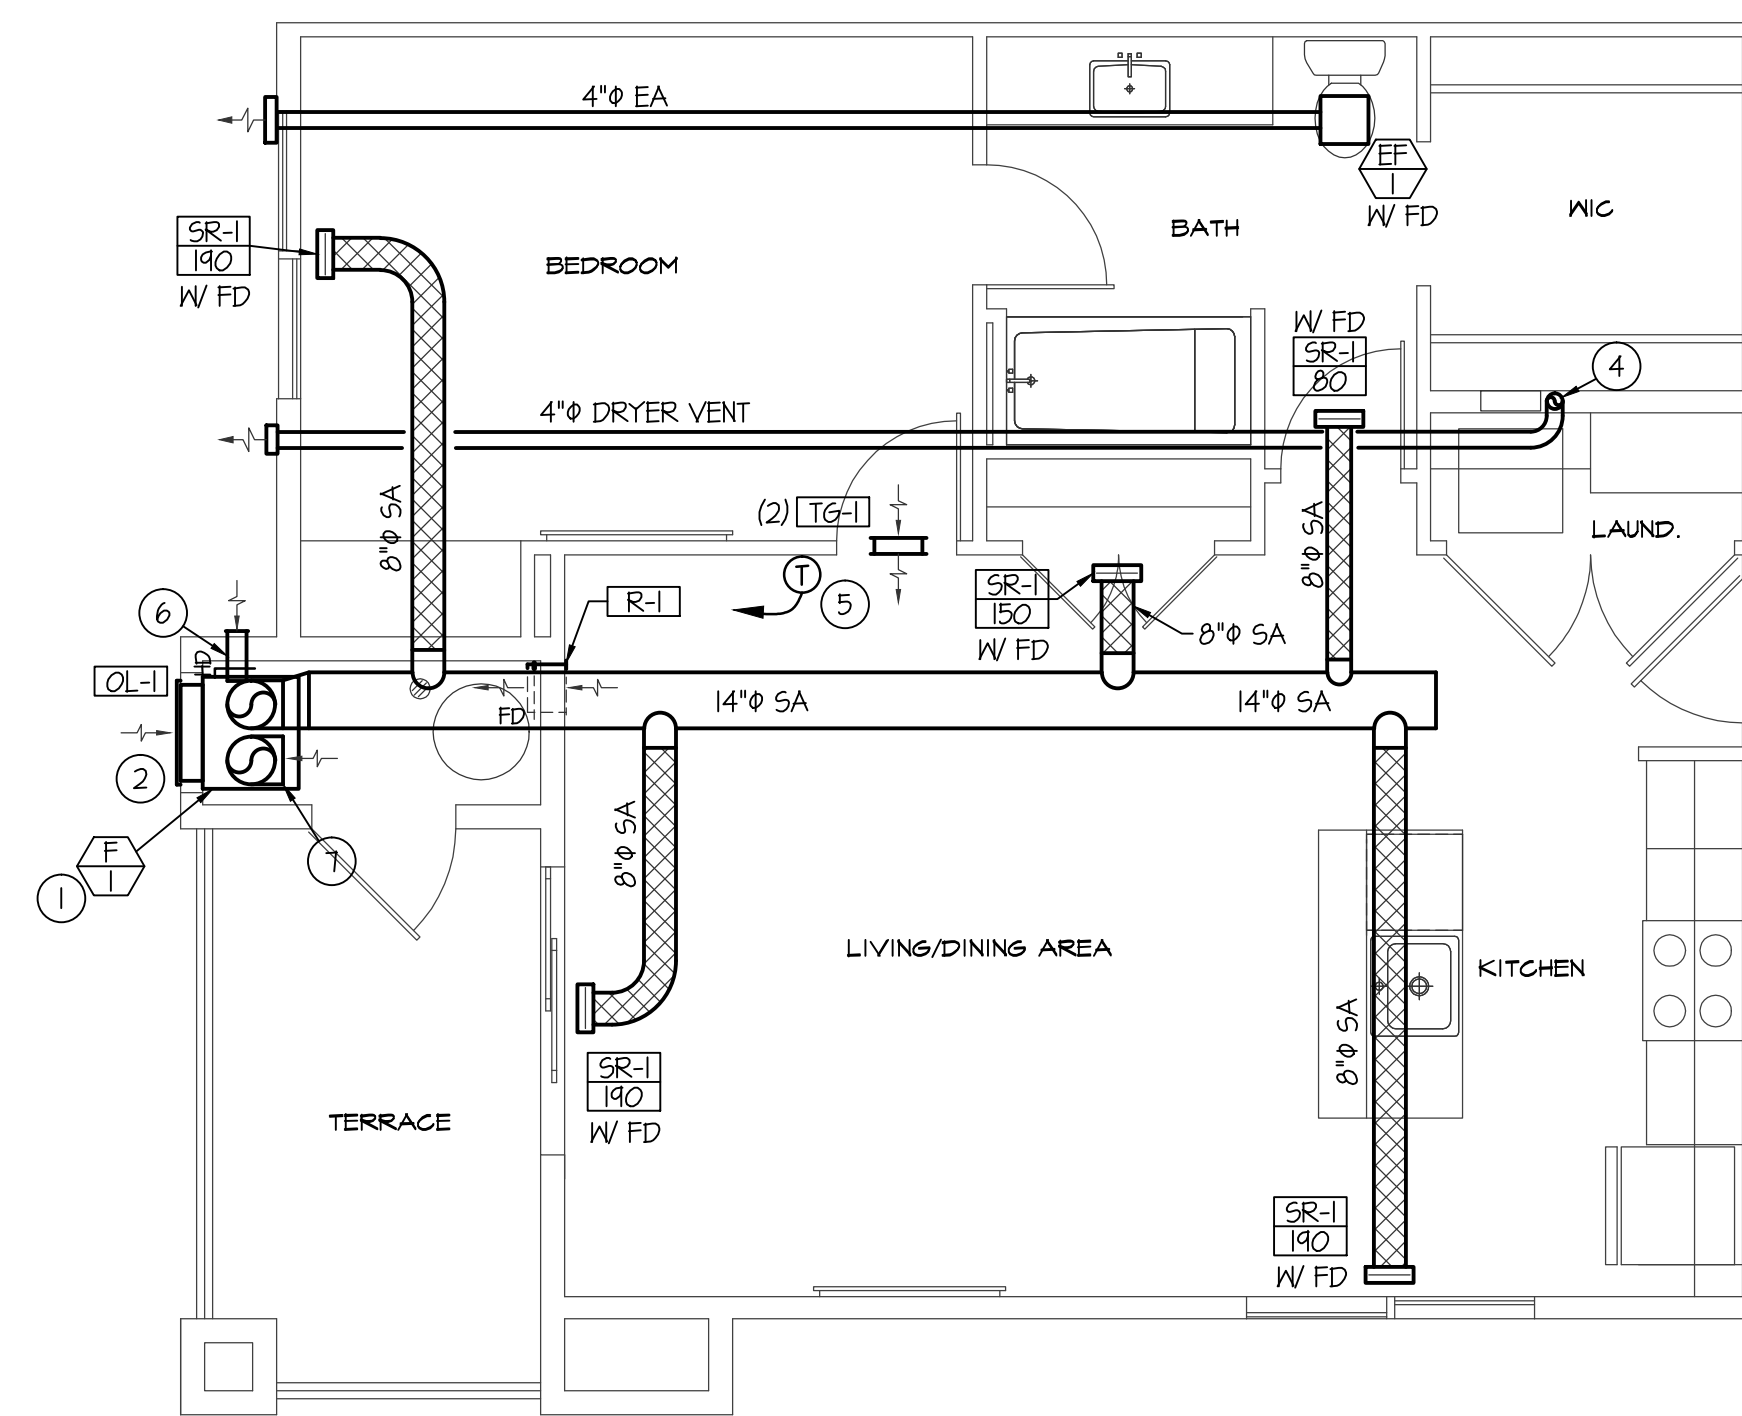 4"Φ EA
EF
1
W/ FD
WIC
BATH
SR-1
190
W/ FD
BEDROOM
W/ FD
SR-1
80
4
4"Φ DRYER VENT
8"Φ SA
(2) TG-1
8"Φ SA
LAUND.
T
5
R-1
SR-1
150
W/ FD
8"Φ SA
6
FD
OL-1
FD
14"Φ SA
14"Φ SA
2
F
1
1
7
8"Φ SA
LIVING/DINING AREA
KITCHEN
8"Φ SA
SR-1
190
W/ FD
TERRACE
SR-1
190
W/ FD